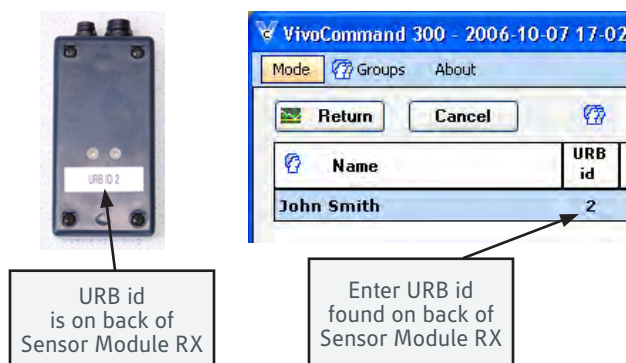 URB ID 2
URB id
is on back of
Sensor Module RX
VivoCommand 300 - 2006-10-07 17-02
Mode Groups About
Return Cancel
Name URB id
John Smith 2
Enter URB id
found on back of
Sensor Module RX